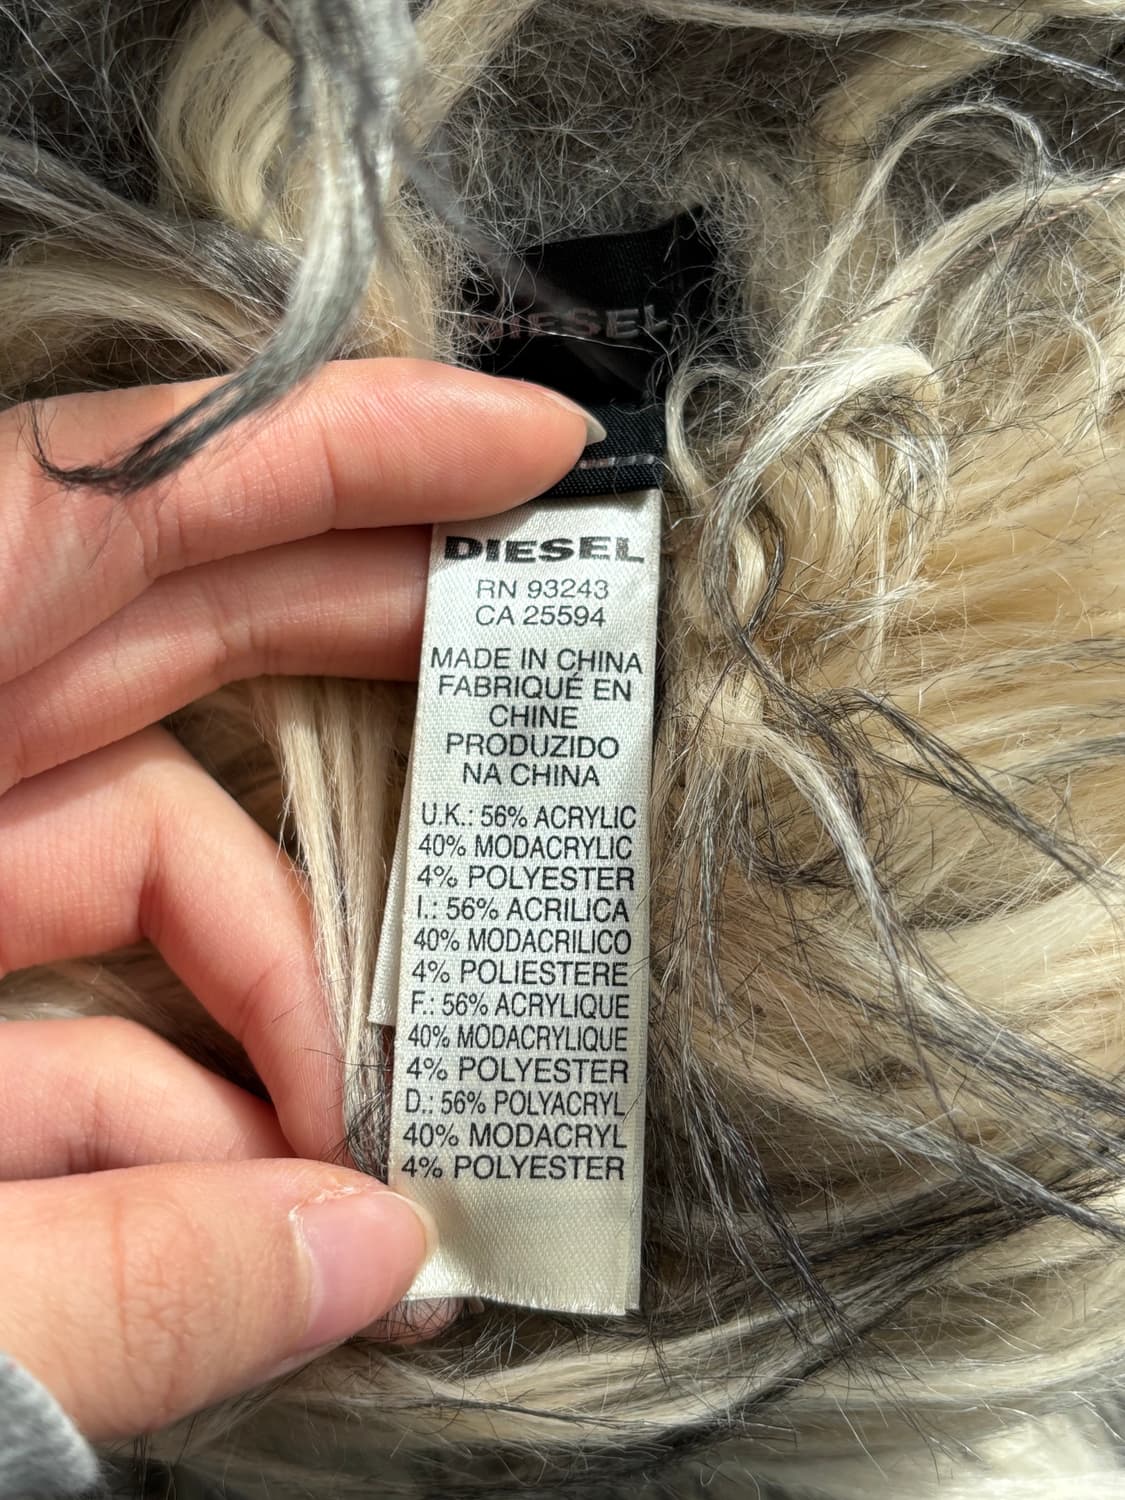 DIESEL
DIESEL
RN 93243
CA 25594
MADE IN CHINA
FABRIQUÉ EN
CHINE
PRODUZIDO
NA CHINA
U.K.: 56% ACRYLIC
40% MODACRYLIC
4% POLYESTER
I.: 56% ACRILICA
40% MODACRILICO
4% POLIESTERE
F.: 56% ACRYLIQUE
40% MODACRYLIQUE
4% POLYESTER
D.: 56% POLYACRYL
40% MODACRYL
4% POLYESTER